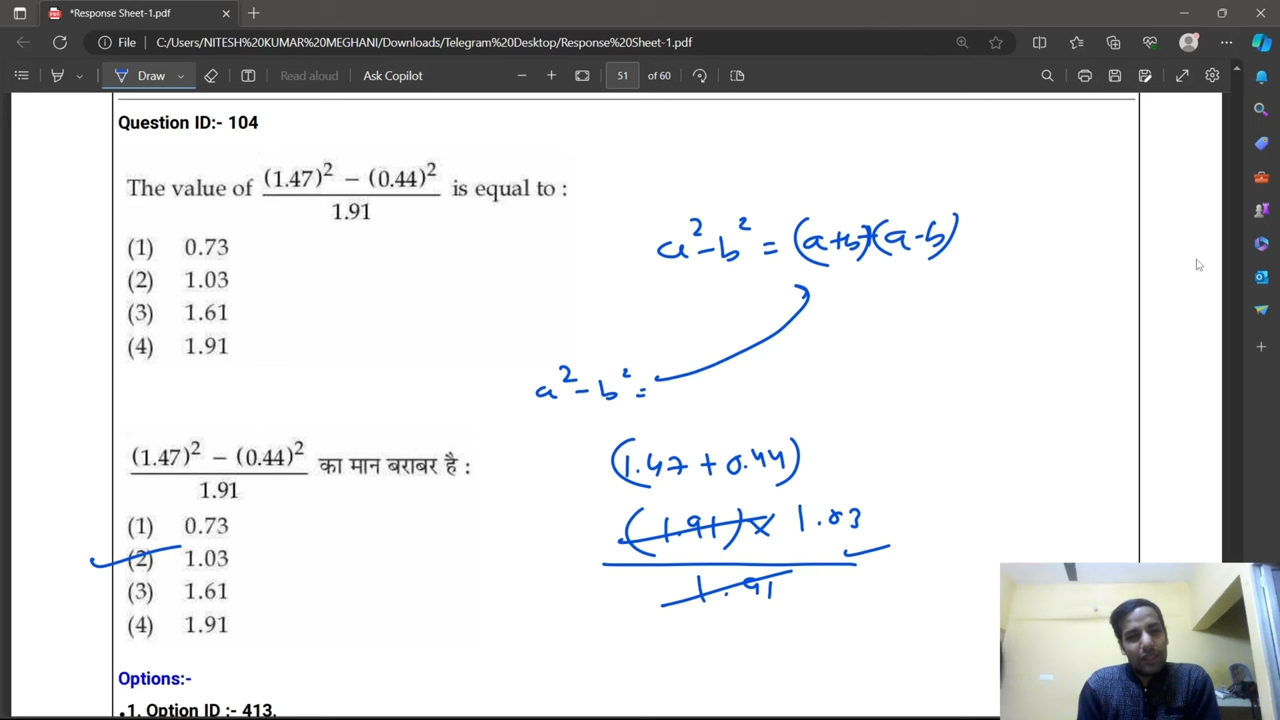 *Response Sheet-1.pdf
File C:/Users/NITESH%20KUMAR%20MEGHANI/Downloads/Telegram%20Desktop/Response%20Sheet-1.pdf
Draw Read aloud Ask Copilot 51 of 60
Question ID:- 104
The value of ((1.47)² − (0.44)²)/1.91 is equal to :
(1) 0.73
(2) 1.03
(3) 1.61
(4) 1.91
a² - b² = (a+b)(a-b)
a² - b² =
((1.47)² − (0.44)²)/1.91 का मान बराबर है :
(1) 0.73
(2) 1.03
(3) 1.61
(4) 1.91
(1.47 + 0.44)
(1.91) × 1.03
1.91
Options:-
.1. Option ID :- 413,